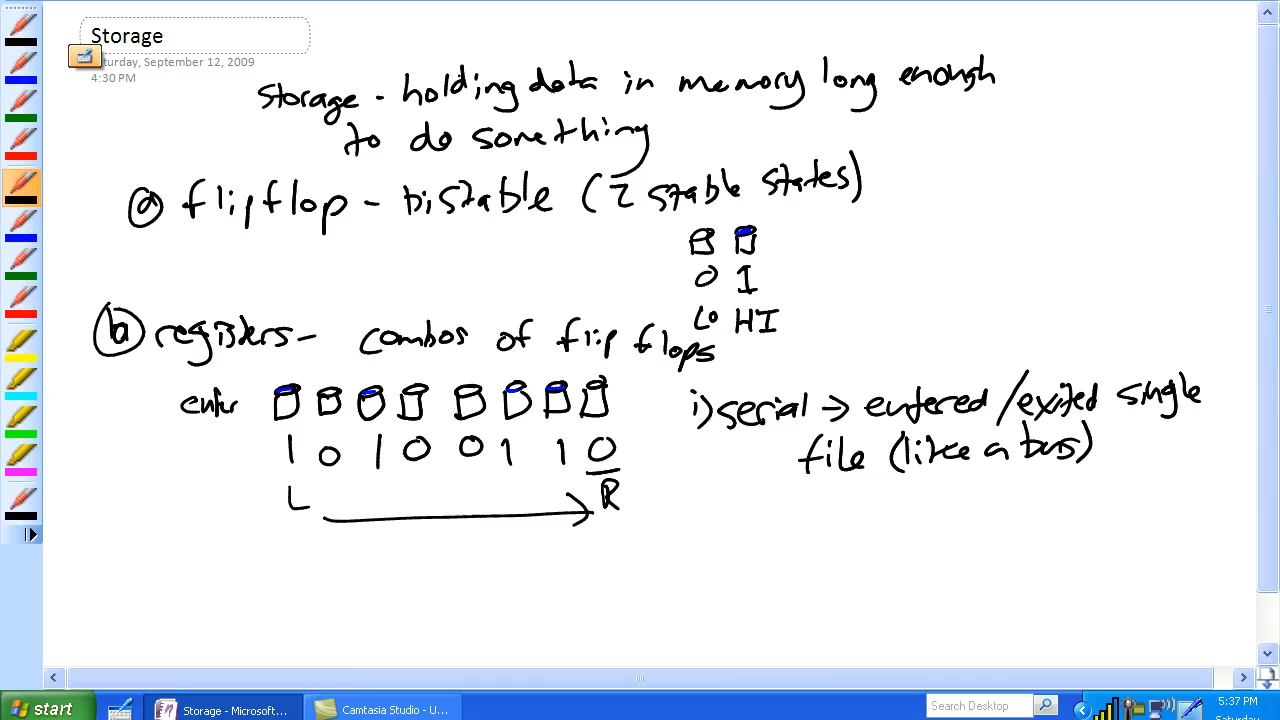 Storage
Saturday, September 12, 2009
4:30 PM
storage - holding data in memory long enough
to do something
a flipflop - bistable (2 stable states)
0 1
LO HI
b registers - combos of flip flops
enter
1 0 1 0 0 1 1 0
L R
i) serial → entered/exited single
file (like a bus)
start
Storage - Microsoft...
Camtasia Studio - U...
Search Desktop
5:37 PM
Saturday